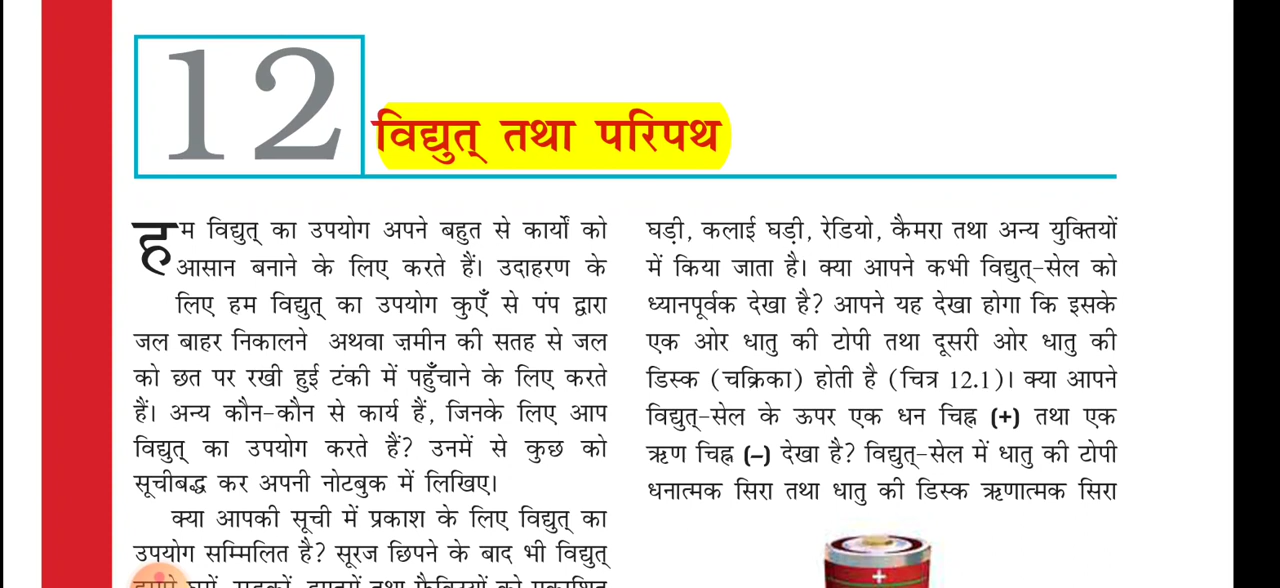 12
विद्युत् तथा परिपथ
हम विद्युत् का उपयोग अपने बहुत से कार्यों को
आसान बनाने के लिए करते हैं। उदाहरण के
लिए हम विद्युत् का उपयोग कुएँ से पंप द्वारा
जल बाहर निकालने अथवा ज़मीन की सतह से जल
को छत पर रखी हुई टंकी में पहुँचाने के लिए करते
हैं। अन्य कौन-कौन से कार्य हैं, जिनके लिए आप
विद्युत् का उपयोग करते हैं? उनमें से कुछ को
सूचीबद्ध कर अपनी नोटबुक में लिखिए।
क्या आपकी सूची में प्रकाश के लिए विद्युत् का
उपयोग सम्मिलित है? सूरज छिपने के बाद भी विद्युत्
घड़ी, कलाई घड़ी, रेडियो, कैमरा तथा अन्य युक्तियों
में किया जाता है। क्या आपने कभी विद्युत्-सेल को
ध्यानपूर्वक देखा है? आपने यह देखा होगा कि इसके
एक ओर धातु की टोपी तथा दूसरी ओर धातु की
डिस्क (चक्रिका) होती है (चित्र 12.1)। क्या आपने
विद्युत्-सेल के ऊपर एक धन चिह्न (+) तथा एक
ऋण चिह्न (–) देखा है? विद्युत्-सेल में धातु की टोपी
धनात्मक सिरा तथा धातु की डिस्क ऋणात्मक सिरा
+